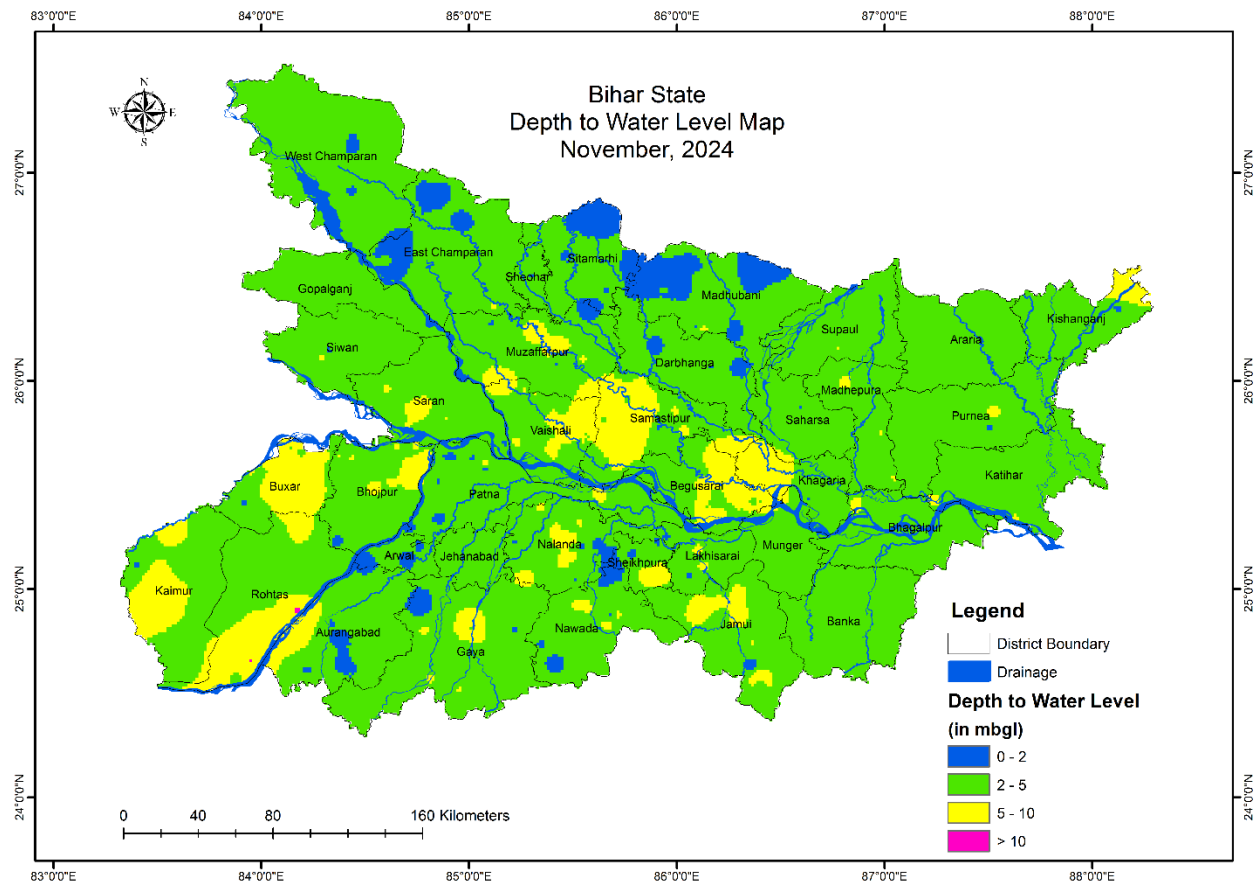 83°0'0"E
84°0'0"E
85°0'0"E
86°0'0"E
87°0'0"E
88°0'0"E
N
W
E
S
Bihar State
Depth to Water Level Map
November, 2024
27°0'0"N
27°0'0"N
West Champaran
East Champaran
Sheohar
Sitamarhi
Madhubani
Gopalganj
Kishanganj
Supaul
Araria
Siwan
Muzaffarpur
Darbhanga
26°0'0"N
26°0'0"N
Madhepura
Saran
Vaishali
Samastipur
Saharsa
Purnea
Buxar
Bhojpur
Patna
Begusarai
Khagaria
Katihar
Bhagalpur
Arwal
Jehanabad
Nalanda
Sheikhpura
Lakhisarai
Munger
25°0'0"N
25°0'0"N
Kaimur
Rohtas
Aurangabad
Gaya
Nawada
Jamui
Banka
Legend
District Boundary
Drainage
Depth to Water Level
(in mbgl)
0 - 2
2 - 5
5 - 10
> 10
24°0'0"N
24°0'0"N
0 40 80 160 Kilometers
83°0'0"E
84°0'0"E
85°0'0"E
86°0'0"E
87°0'0"E
88°0'0"E